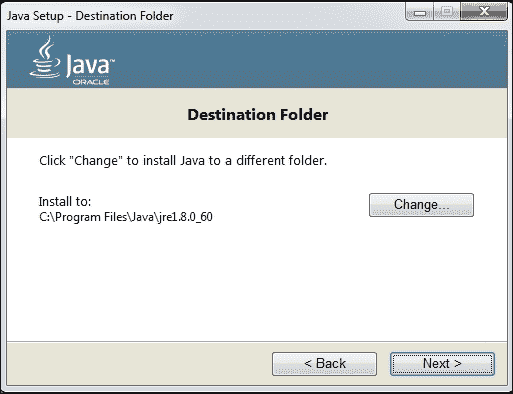 Java Setup - Destination Folder
Java™
ORACLE
Destination Folder
Click "Change" to install Java to a different folder.
Install to:
C:\Program Files\Java\jre1.8.0_60
Change...
< Back
Next >